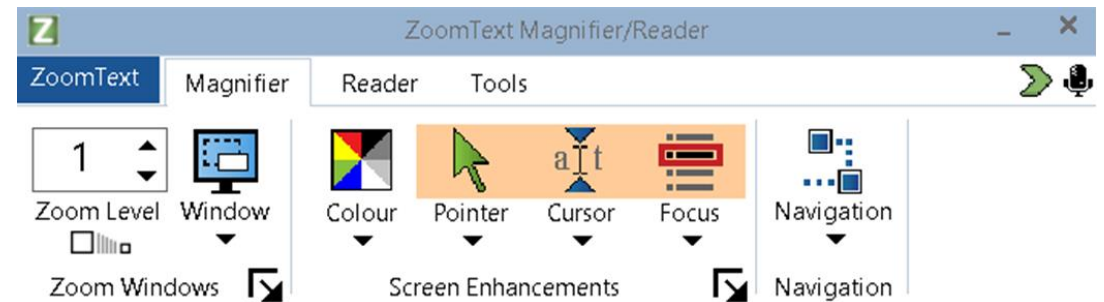 Z ZoomText Magnifier/Reader
ZoomText Magnifier Reader Tools
1 a t
Zoom Level Window Colour Pointer Cursor Focus Navigation
Zoom Windows Screen Enhancements Navigation